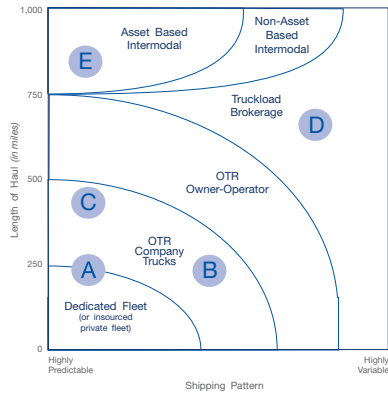 1,000
750
500
250
0
Length of Haul (in miles)
Asset Based
Intermodal
Non-Asset
Based
Intermodal
E
Truckload
Brokerage
D
OTR
Owner-Operator
C
OTR
Company
Trucks
A
B
Dedicated Fleet
(or insourced
private fleet)
Highly
Predictable
Highly
Variable
Shipping Pattern